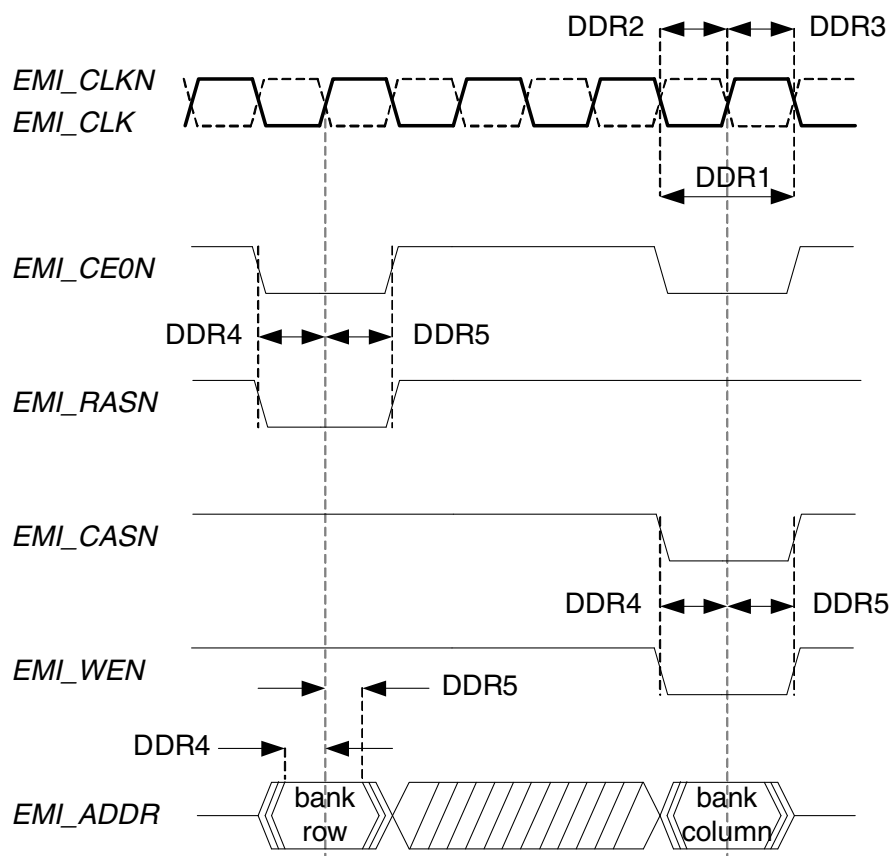 DDR2 DDR3
EMI_CLKN
EMI_CLK
DDR1
EMI_CE0N
DDR4 DDR5
EMI_RASN
EMI_CASN
DDR4 DDR5
EMI_WEN
DDR5
DDR4
EMI_ADDR
bank
row
bank
column